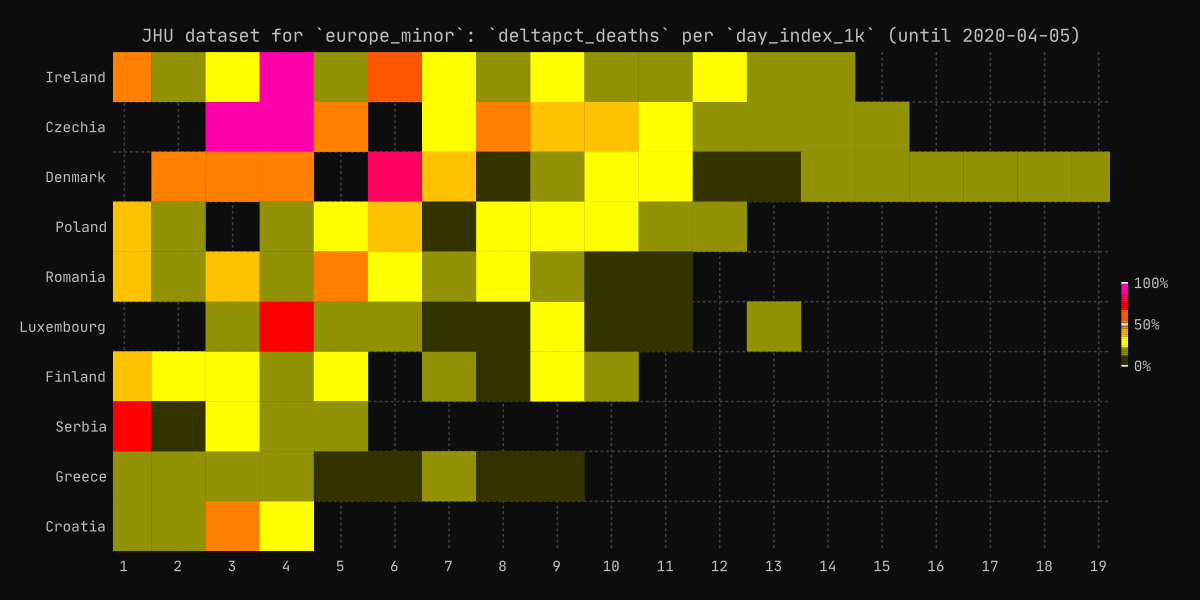 JHU dataset for `europe_minor`: `deltapct_deaths` per `day_index_1k` (until 2020-04-05)
Ireland
Czechia
Denmark
Poland
Romania
Luxembourg
Finland
Serbia
Greece
Croatia
1 2 3 4 5 6 7 8 9 10 11 12 13 14 15 16 17 18 19
100%
50%
0%